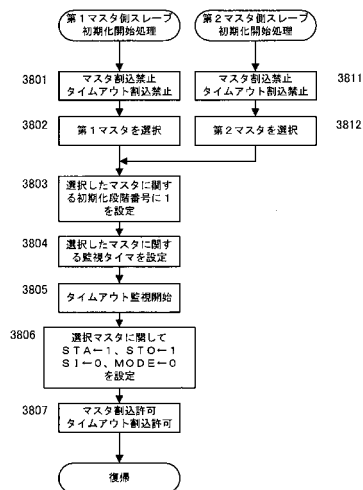 第1マスタ側スレーブ
初期化開始処理
第2マスタ側スレーブ
初期化開始処理
3801
マスタ割込禁止
タイムアウト割込禁止
マスタ割込禁止
タイムアウト割込禁止
3811
3802
第1マスタを選択
第2マスタを選択
3812
3803
選択したマスタに関す
る初期化段階番号に1
を設定
3804
選択したマスタに関す
る監視タイマを設定
3805
タイムアウト監視開始
3806
選択マスタに関して
STA←1、STO←1
SI←0、MODE←0
を設定
3807
マスタ割込許可
タイムアウト割込許可
復帰